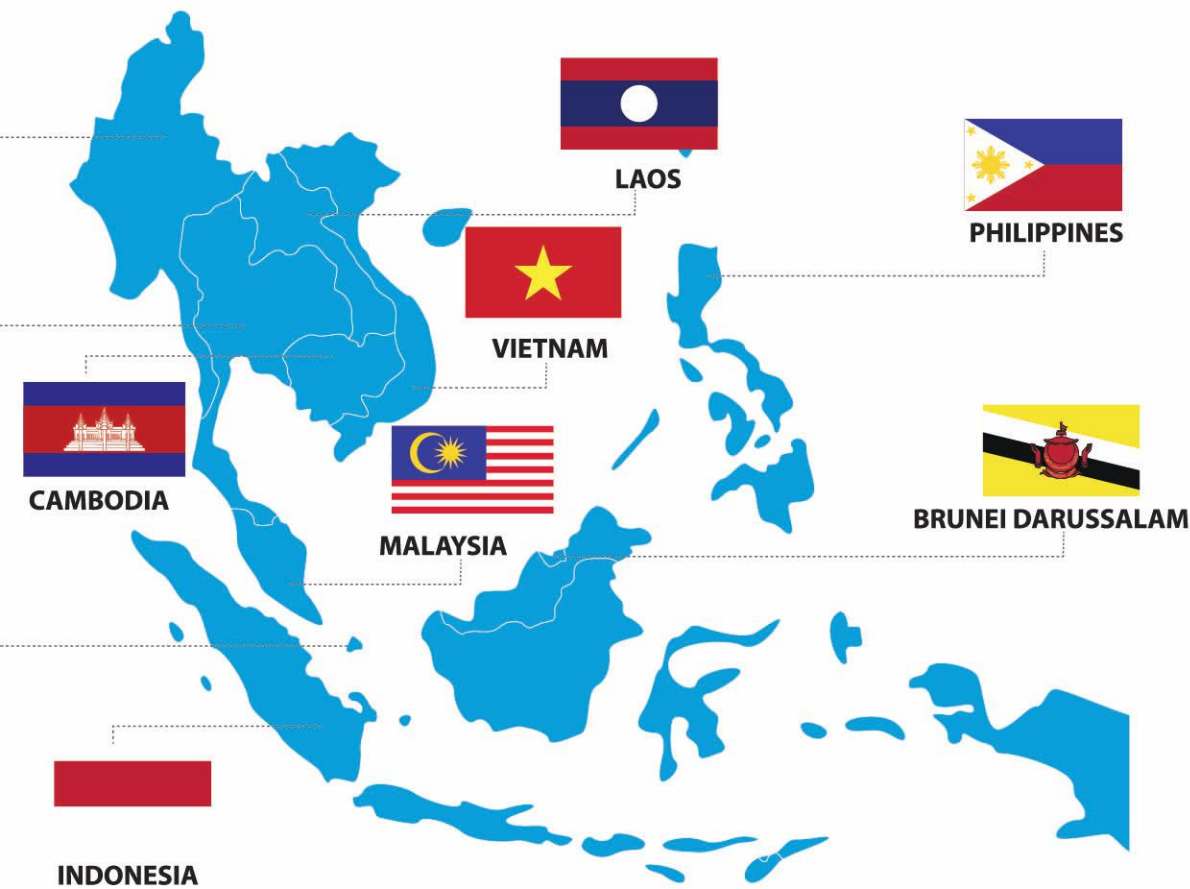 LAOS
PHILIPPINES
VIETNAM
CAMBODIA
BRUNEI DARUSSALAM
MALAYSIA
INDONESIA